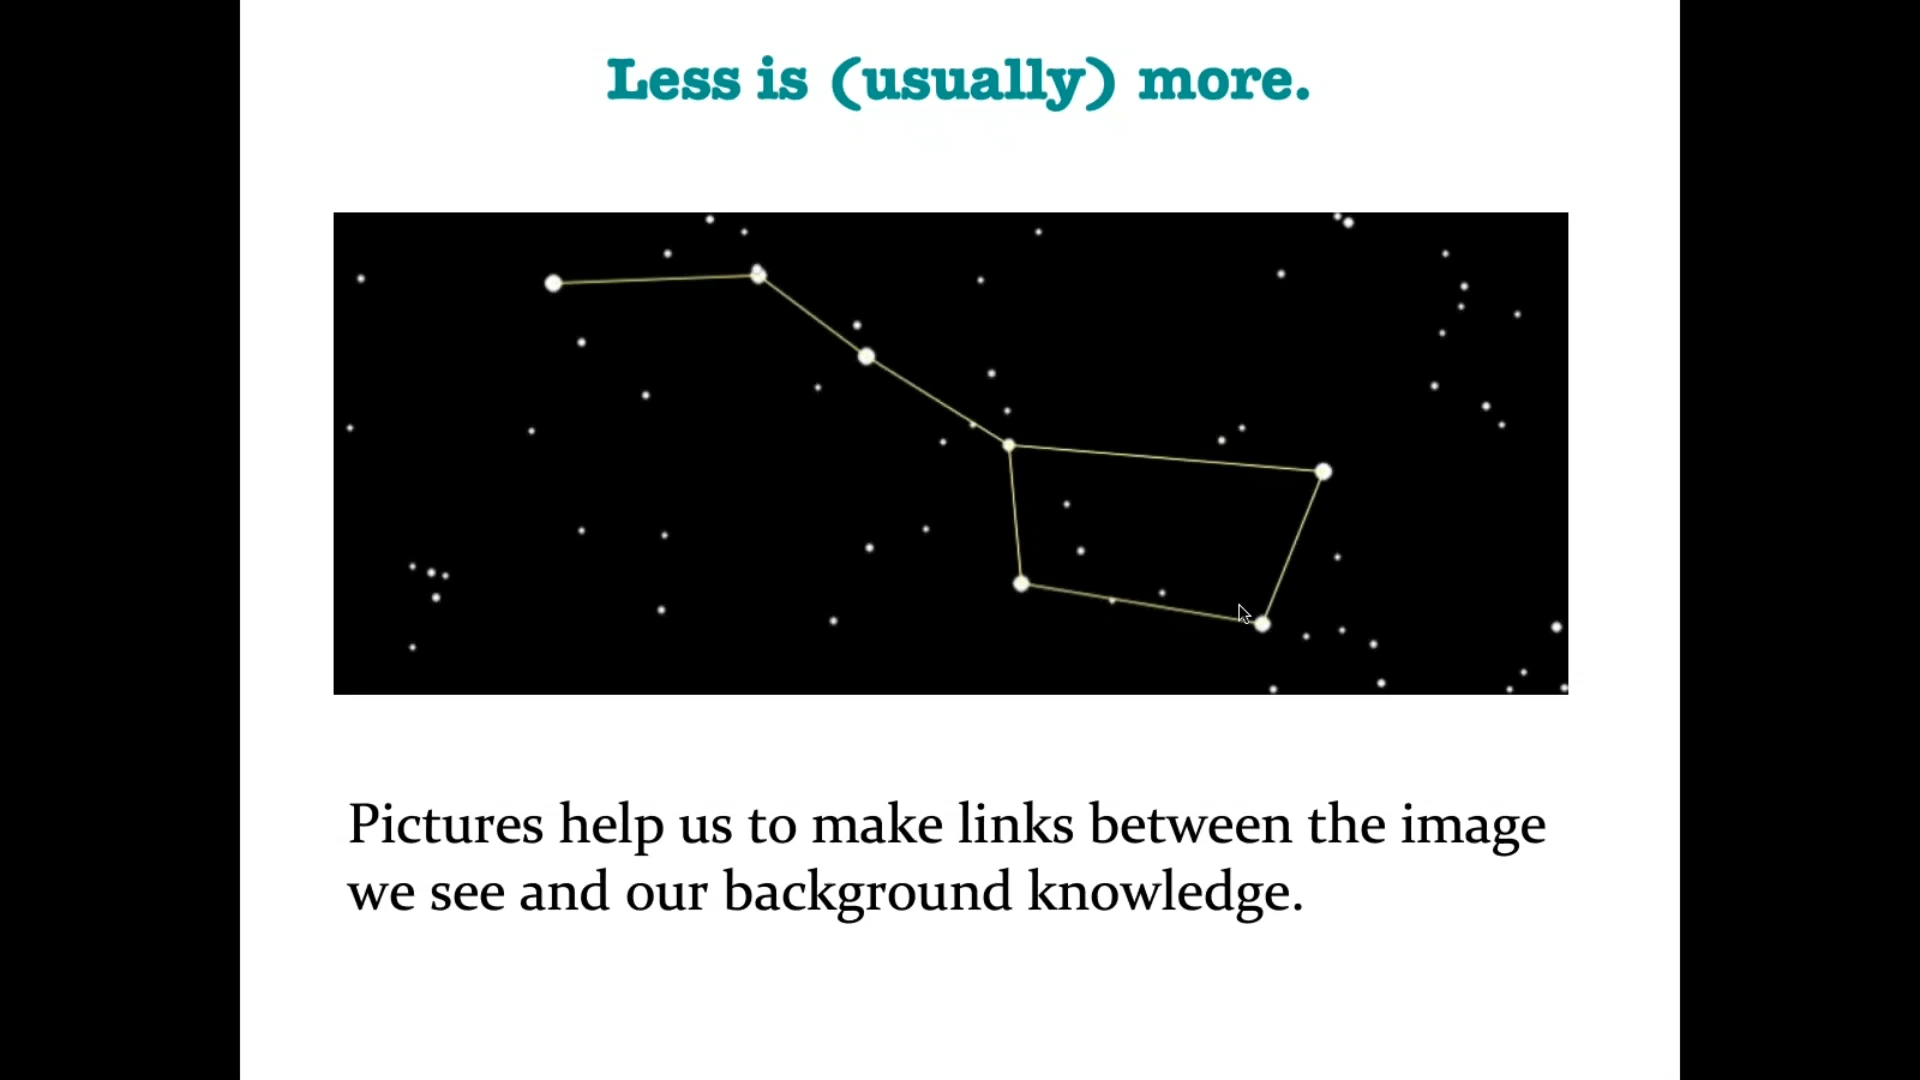 Less is (usually) more.
Pictures help us to make links between the image
we see and our background knowledge.